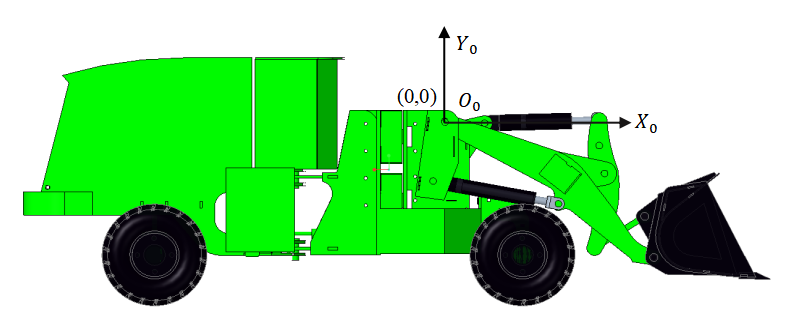 Y₀
(0,0) O₀
X₀